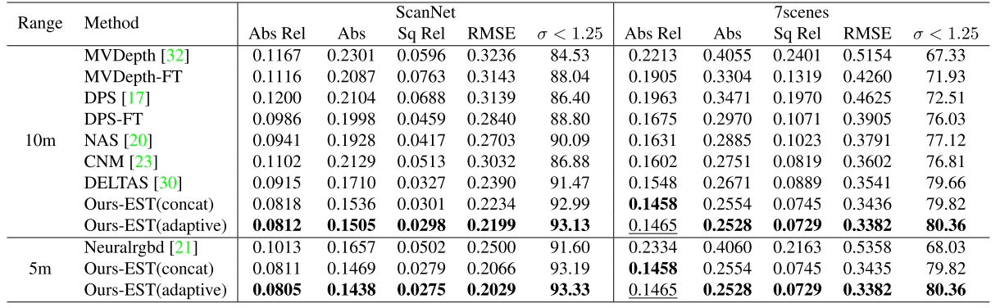 Range Method ScanNet 7scenes
Abs Rel Abs Sq Rel RMSE σ < 1.25 Abs Rel Abs Sq Rel RMSE σ < 1.25
10m
MVDepth [32] 0.1167 0.2301 0.0596 0.3236 84.53 0.2213 0.4055 0.2401 0.5154 67.33
MVDepth-FT 0.1116 0.2087 0.0763 0.3143 88.04 0.1905 0.3304 0.1319 0.4260 71.93
DPS [17] 0.1200 0.2104 0.0688 0.3139 86.40 0.1963 0.3471 0.1970 0.4625 72.51
DPS-FT 0.0986 0.1998 0.0459 0.2840 88.80 0.1675 0.2970 0.1071 0.3905 76.03
NAS [20] 0.0941 0.1928 0.0417 0.2703 90.09 0.1631 0.2885 0.1023 0.3791 77.12
CNM [23] 0.1102 0.2129 0.0513 0.3032 86.88 0.1602 0.2751 0.0819 0.3602 76.81
DELTAS [30] 0.0915 0.1710 0.0327 0.2390 91.47 0.1548 0.2671 0.0889 0.3541 79.66
Ours-EST(concat) 0.0818 0.1536 0.0301 0.2234 92.99 0.1458 0.2554 0.0745 0.3436 79.82
Ours-EST(adaptive) 0.0812 0.1505 0.0298 0.2199 93.13 0.1465 0.2528 0.0729 0.3382 80.36
5m
Neuralrgbd [21] 0.1013 0.1657 0.0502 0.2500 91.60 0.2334 0.4060 0.2163 0.5358 68.03
Ours-EST(concat) 0.0811 0.1469 0.0279 0.2066 93.19 0.1458 0.2554 0.0745 0.3435 79.82
Ours-EST(adaptive) 0.0805 0.1438 0.0275 0.2029 93.33 0.1465 0.2528 0.0729 0.3382 80.36